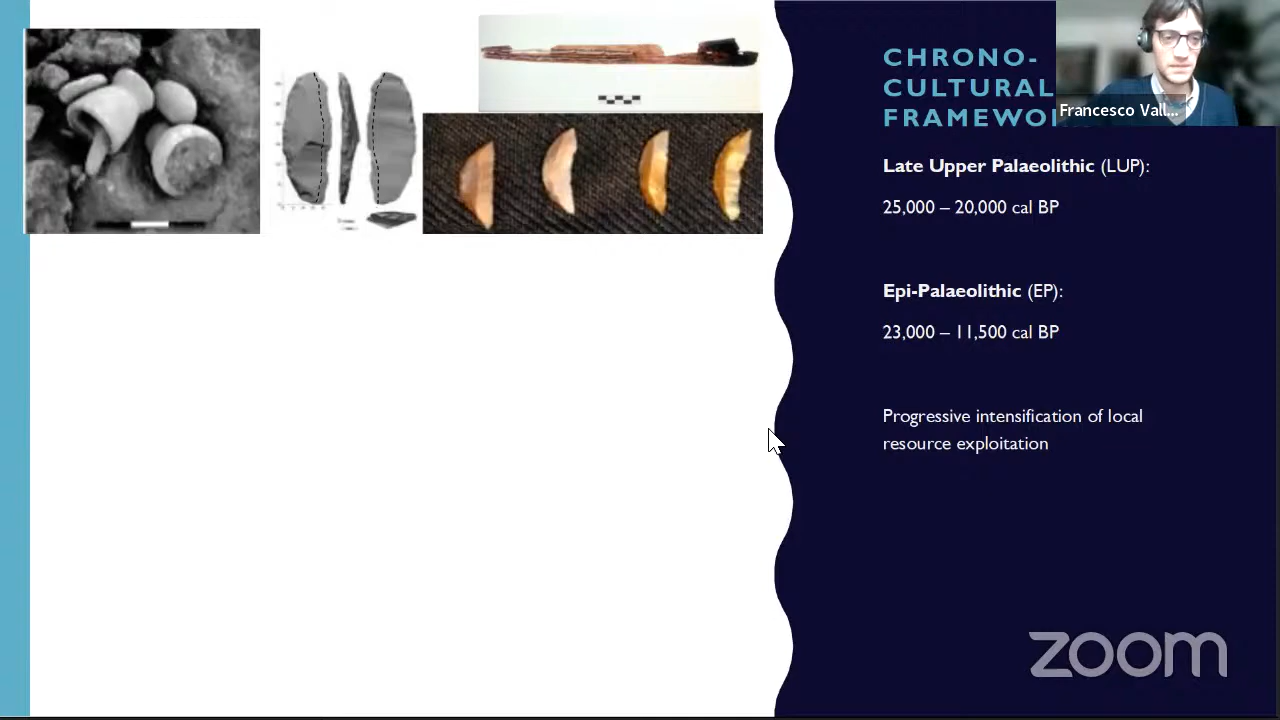 CHRONO-
CULTURAL
FRAMEWO
Francesco Vall...
Late Upper Palaeolithic (LUP):
25,000 – 20,000 cal BP
Epi-Palaeolithic (EP):
23,000 – 11,500 cal BP
Progressive intensification of local
resource exploitation
zoom